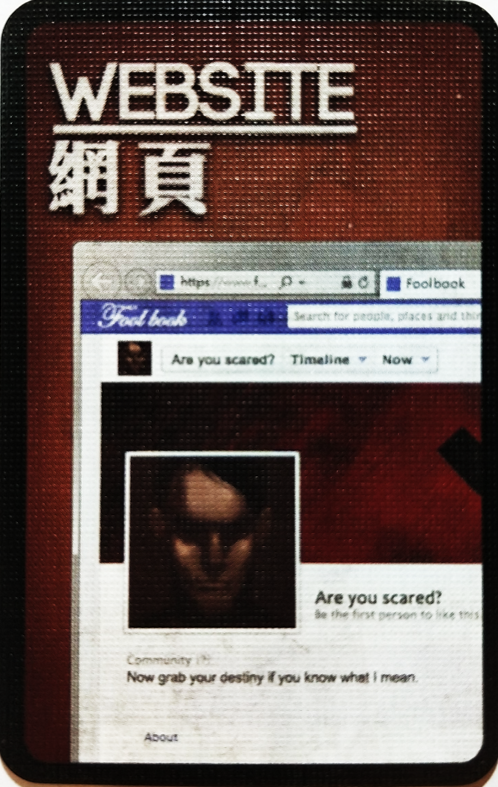 WEBSITE
網頁
https://www.f...
Foolbook
Fool book
Search for people, places and thin
Are you scared? Timeline Now
Are you scared?
Be the first person to like this.
Community (?)
Now grab your destiny if you know what I mean.
About